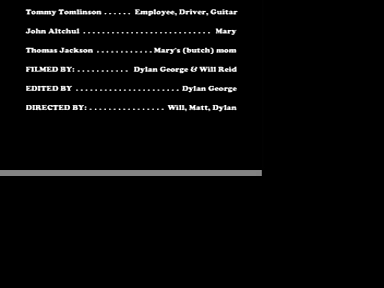 Tommy Tomlinson . . . . . . Employee, Driver, Guitar
John Altchul . . . . . . . . . . . . . . . . . . . . . . . . . . . Mary
Thomas Jackson . . . . . . . . . . . . Mary's (butch) mom
FILMED BY: . . . . . . . . . . . Dylan George & Will Reid
EDITED BY . . . . . . . . . . . . . . . . . . . . . . Dylan George
DIRECTED BY: . . . . . . . . . . . . . . . . Will, Matt, Dylan